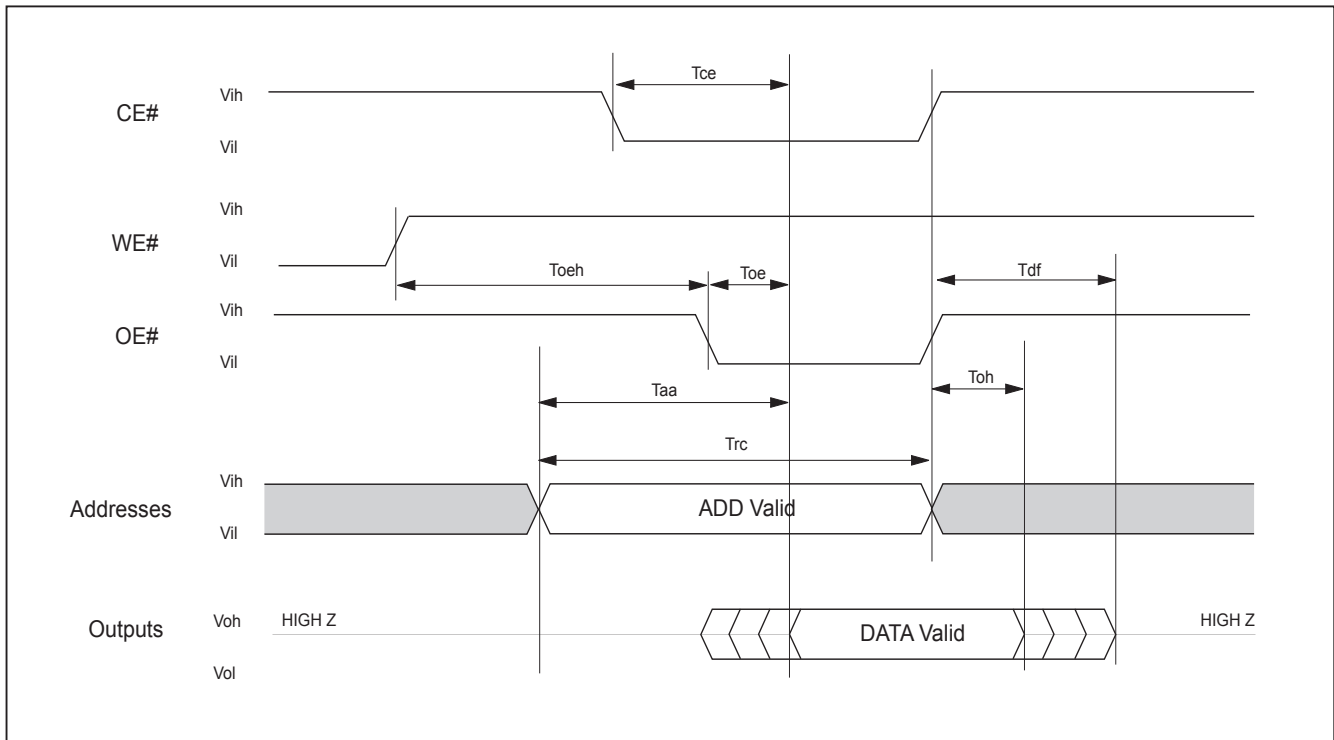 Tce
Vih
CE#
Vil
Vih
WE#
Vil
Toeh
Toe
Tdf
Vih
OE#
Vil
Taa
Toh
Trc
Vih
Addresses
ADD Valid
Vil
Voh
HIGH Z
HIGH Z
Outputs
DATA Valid
Vol